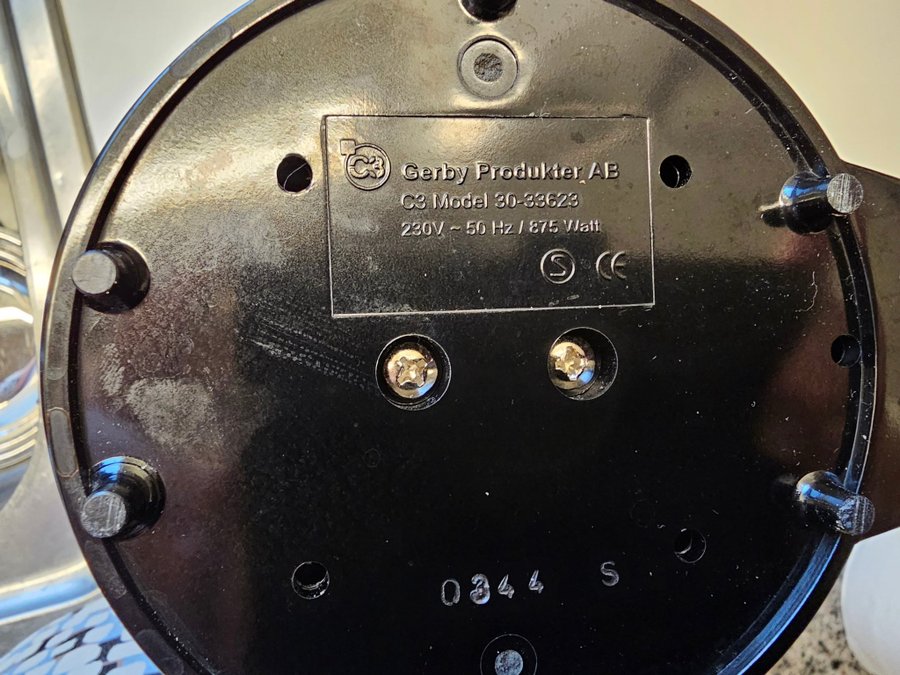 C3 Gerby Produkter AB
C3 Model 30-33623
230V ~ 50 Hz / 875 Watt
S CE
0344 S